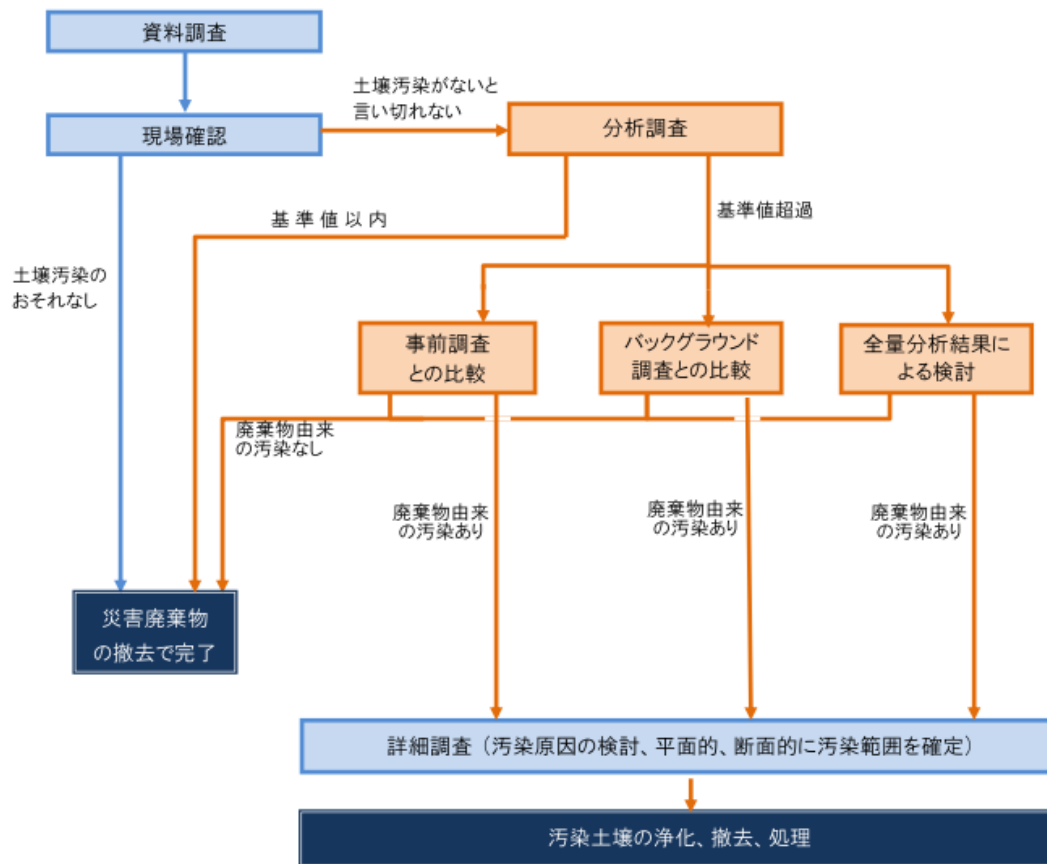 資料調査
土壌汚染がないと
言い切れない
現場確認
分析調査
基準値以内
基準値超過
土壌汚染の
おそれなし
事前調査
との比較
バックグラウンド
調査との比較
全量分析結果に
よる検討
廃棄物由来
の汚染なし
廃棄物由来
の汚染あり
廃棄物由来
の汚染あり
廃棄物由来
の汚染あり
災害廃棄物
の撤去で完了
詳細調査（汚染原因の検討、平面的、断面的に汚染範囲を確定）
汚染土壌の浄化、撤去、処理